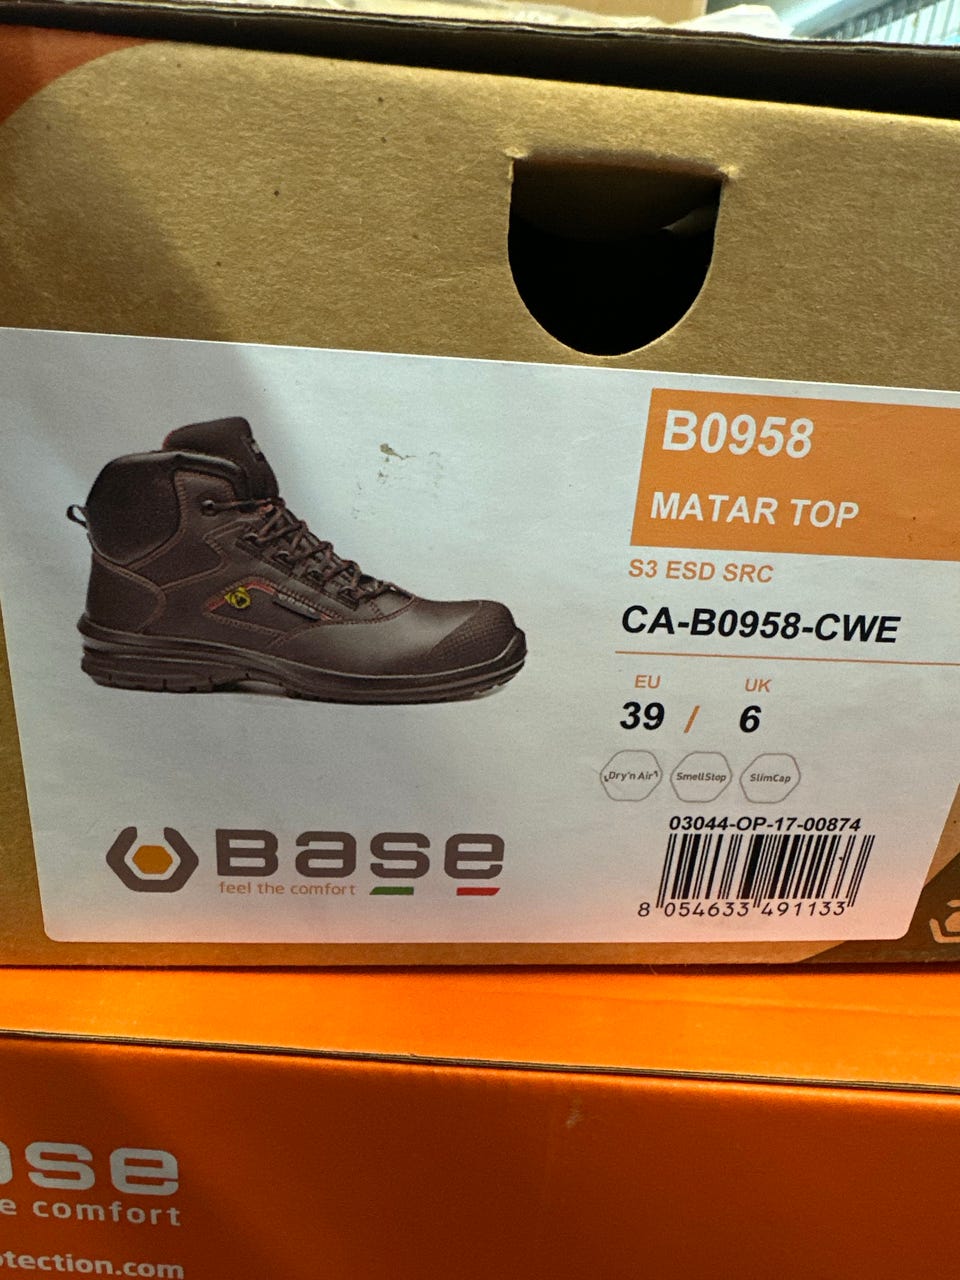 B0958
MATAR TOP
S3 ESD SRC
CA-B0958-CWE
EU UK
39 / 6
Dry'n Air SmellStop SlimCap
03044-OP-17-00874
8 054633 491133
Base
feel the comfort
ase
e comfort
tection.com